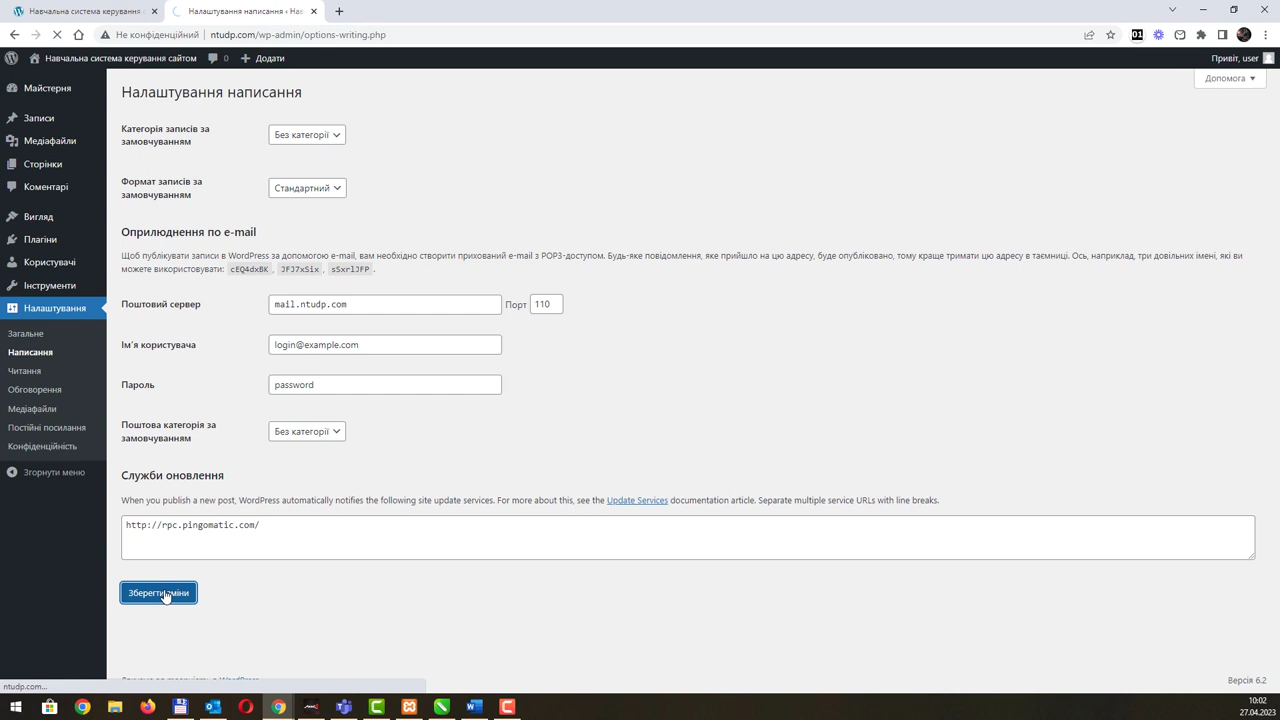 Навчальна система керування
Налаштування написання ‹ Нав
Не конфіденційний
ntudp.com/wp-admin/options-writing.php
01
Навчальна система керування сайтом
0
Додати
Привіт, user
Майстерня
Записи
Медіафайли
Сторінки
Коментарі
Вигляд
Плагіни
Користувачі
Інструменти
Налаштування
Загальне
Написання
Читання
Обговорення
Медіафайли
Постійні посилання
Конфіденційність
Згорнути меню
Допомога
Налаштування написання
Категорія записів за
замовчуванням
Без категорії
Формат записів за
замовчуванням
Стандартний
Оприлюднення по e-mail
Щоб публікувати записи в WordPress за допомогою e-mail, вам необхідно створити прихований e-mail з POP3-доступом. Будь-яке повідомлення, яке прийшло на цю адресу, буде опубліковано, тому краще тримати цю адресу в таємниці. Ось, наприклад, три довільних імені, які ви
можете використовувати: cEQ4dxBK , JFJ7xSix , sSxrlJFP .
Поштовий сервер
mail.ntudp.com
Порт
110
Ім'я користувача
login@example.com
Пароль
password
Поштова категорія за
замовчуванням
Без категорії
Служби оновлення
When you publish a new post, WordPress automatically notifies the following site update services. For more about this, see the Update Services documentation article. Separate multiple service URLs with line breaks.
http://rpc.pingomatic.com/
Зберегти зміни
Версія 6.2
ntudp.com...
10:02
27.04.2023